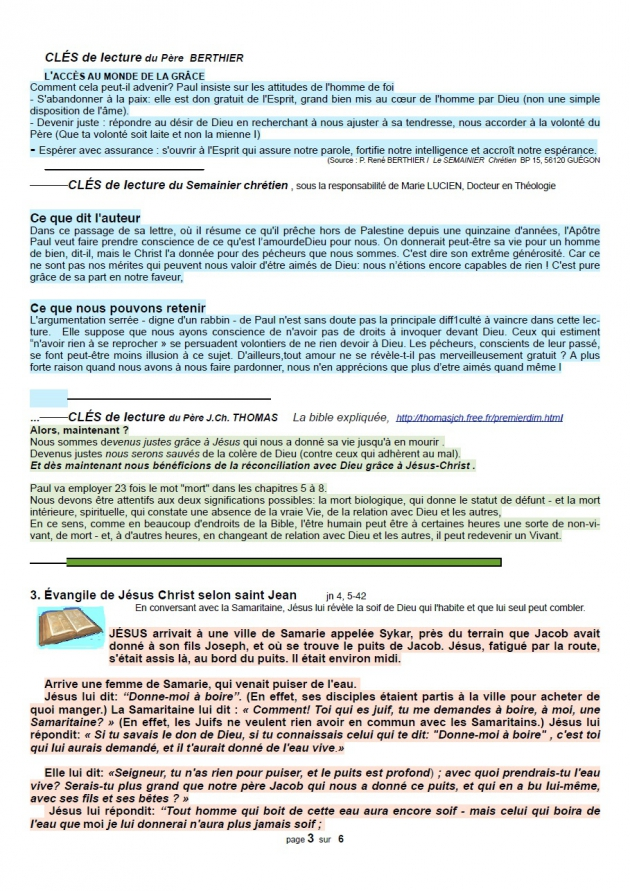 CLÉS de lecture du Père BERTHIER
L'ACCÈS AU MONDE DE LA GRÂCE
Comment cela peut-il advenir? Paul insiste sur les attitudes de l'homme de foi
- S'abandonner à la paix: elle est don gratuit de l'Esprit, grand bien mis au cœur de l'homme par Dieu (non une simple
disposition de l'âme).
- Devenir juste : répondre au désir de Dieu en recherchant à nous ajuster à sa tendresse, nous accorder à la volonté du
Père (Que ta volonté soit laite et non la mienne I)
- Espérer avec assurance : s'ouvrir à l'Esprit qui assure notre parole, fortifie notre intelligence et accroît notre espérance.
(Source : P. René BERTHIER I Le SEMAINIER Chrétien BP 15, 56120 GUÉGON
CLÉS de lecture du Semainier chrétien , sous la responsabilité de Marie LUCIEN, Docteur en Théologie
Ce que dit l'auteur
Dans ce passage de sa lettre, où il résume ce qu'il prêche hors de Palestine depuis une quinzaine d'années, l'Apôtre
Paul veut faire prendre conscience de ce qu'est l'amourdeDieu pour nous. On donnerait peut-être sa vie pour un homme
de bien, dit-il, mais le Christ l'a donnée pour des pécheurs que nous sommes. C'est dire son extrême générosité. Car ce
ne sont pas nos mérites qui peuvent nous valoir d'être aimés de Dieu: nous n'étions encore capables de rien ! C'est pure
grâce de sa part en notre faveur,
Ce que nous pouvons retenir
L'argumentation serrée - digne d'un rabbin - de Paul n'est sans doute pas la principale diff1culté à vaincre dans cette lec-
ture. Elle suppose que nous ayons conscience de n'avoir pas de droits à invoquer devant Dieu. Ceux qui estiment
"n'avoir rien à se reprocher » se persuadent volontiers de ne rien devoir à Dieu. Les pécheurs, conscients de leur passé,
se font peut-être moins illusion à ce sujet. D'ailleurs,tout amour ne se révèle-t-il pas merveilleusement gratuit ? A plus
forte raison quand nous avons à nous faire pardonner, nous n'en apprécions que plus d'etre aimés quand même I
...
CLÉS de lecture du Père J.Ch. THOMAS La bible expliquée, http://thomasjch.free.fr/premierdim.html
Alors, maintenant ?
Nous sommes devenus justes grâce à Jésus qui nous a donné sa vie jusqu'à en mourir .
Devenus justes nous serons sauvés de la colère de Dieu (contre ceux qui adhèrent au mal).
Et dès maintenant nous bénéficions de la réconciliation avec Dieu grâce à Jésus-Christ .
Paul va employer 23 fois le mot "mort" dans les chapitres 5 à 8.
Nous devons être attentifs aux deux significations possibles: la mort biologique, qui donne le statut de défunt - et la mort
intérieure, spirituelle, qui constate une absence de la vraie Vie, de la relation avec Dieu et les autres,
En ce sens, comme en beaucoup d'endroits de la Bible, l'être humain peut être à certaines heures une sorte de non-vi-
vant, de mort - et, à d'autres heures, en changeant de relation avec Dieu et les autres, il peut redevenir un Vivant.
3. Évangile de Jésus Christ selon saint Jean jn 4, 5-42
En conversant avec la Samaritaine, Jésus lui révèle la soif de Dieu qui l'habite et que lui seul peut combler.
JÉSUS arrivait à une ville de Samarie appelée Sykar, près du terrain que Jacob avait
donné à son fils Joseph, et où se trouve le puits de Jacob. Jésus, fatigué par la route,
s'était assis là, au bord du puits. Il était environ midi.
Arrive une femme de Samarie, qui venait puiser de l'eau.
Jésus lui dit: "Donne-moi à boire". (En effet, ses disciples étaient partis à la ville pour acheter de
quoi manger.) La Samaritaine lui dit : « Comment! Toi qui es juif, tu me demandes à boire, à moi, une
Samaritaine? » (En effet, les Juifs ne veulent rien avoir en commun avec les Samaritains.) Jésus lui
répondit: « Si tu savais le don de Dieu, si tu connaissais celui qui te dit: "Donne-moi à boire" , c'est toi
qui lui aurais demandé, et il t'aurait donné de l'eau vive.»
Elle lui dit: «Seigneur, tu n'as rien pour puiser, et le puits est profond) ; avec quoi prendrais-tu l'eau
vive? Serais-tu plus grand que notre père Jacob qui nous a donné ce puits, et qui en a bu lui-même,
avec ses fils et ses bêtes ? »
Jésus lui répondit: "Tout homme qui boit de cette eau aura encore soif - mais celui qui boira de
l'eau que moi je lui donnerai n'aura plus jamais soif ;
page 3 sur 6